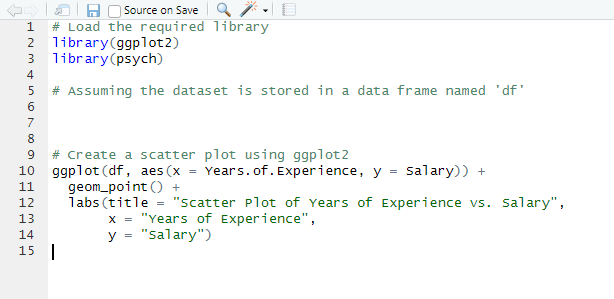 Source on Save
1 # Load the required library
2 library(ggplot2)
3 library(psych)
4
5 # Assuming the dataset is stored in a data frame named 'df'
6
7
8
9 # Create a scatter plot using ggplot2
10 ggplot(df, aes(x = Years.of.Experience, y = Salary)) +
11   geom_point() +
12   labs(title = "Scatter Plot of Years of Experience vs. Salary",
13        x = "Years of Experience",
14        y = "Salary")
15